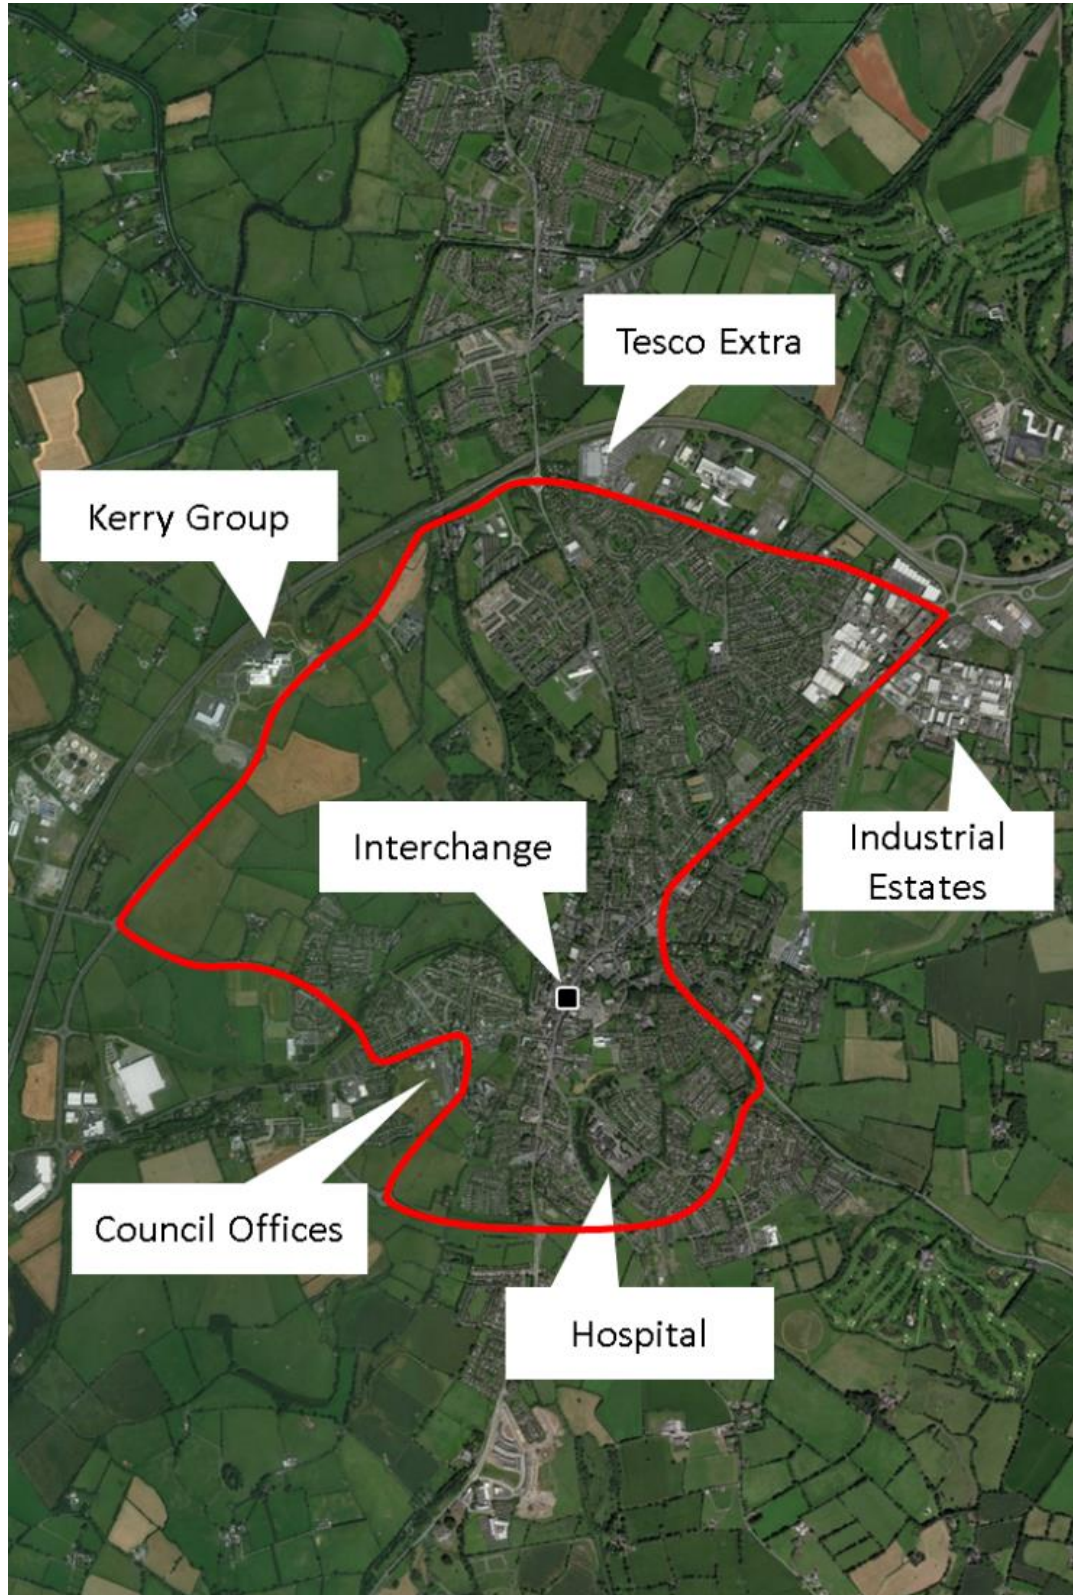 Tesco Extra
Kerry Group
Interchange
Industrial
Estates
Council Offices
Hospital